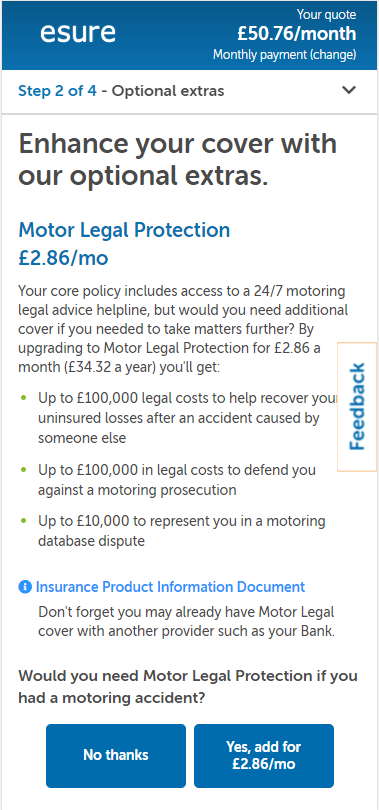 esure
Your quote
£50.76/month
Monthly payment (change)
Step 2 of 4 - Optional extras
Enhance your cover with
our optional extras.
Motor Legal Protection
£2.86/mo
Your core policy includes access to a 24/7 motoring
legal advice helpline, but would you need additional
cover if you needed to take matters further? By
upgrading to Motor Legal Protection for £2.86 a
month (£34.32 a year) you'll get:
Up to £100,000 legal costs to help recover your
uninsured losses after an accident caused by
someone else
Up to £100,000 in legal costs to defend you
against a motoring prosecution
Up to £10,000 to represent you in a motoring
database dispute
Feedback
Insurance Product Information Document
Don't forget you may already have Motor Legal
cover with another provider such as your Bank.
Would you need Motor Legal Protection if you
had a motoring accident?
No thanks
Yes, add for
£2.86/mo